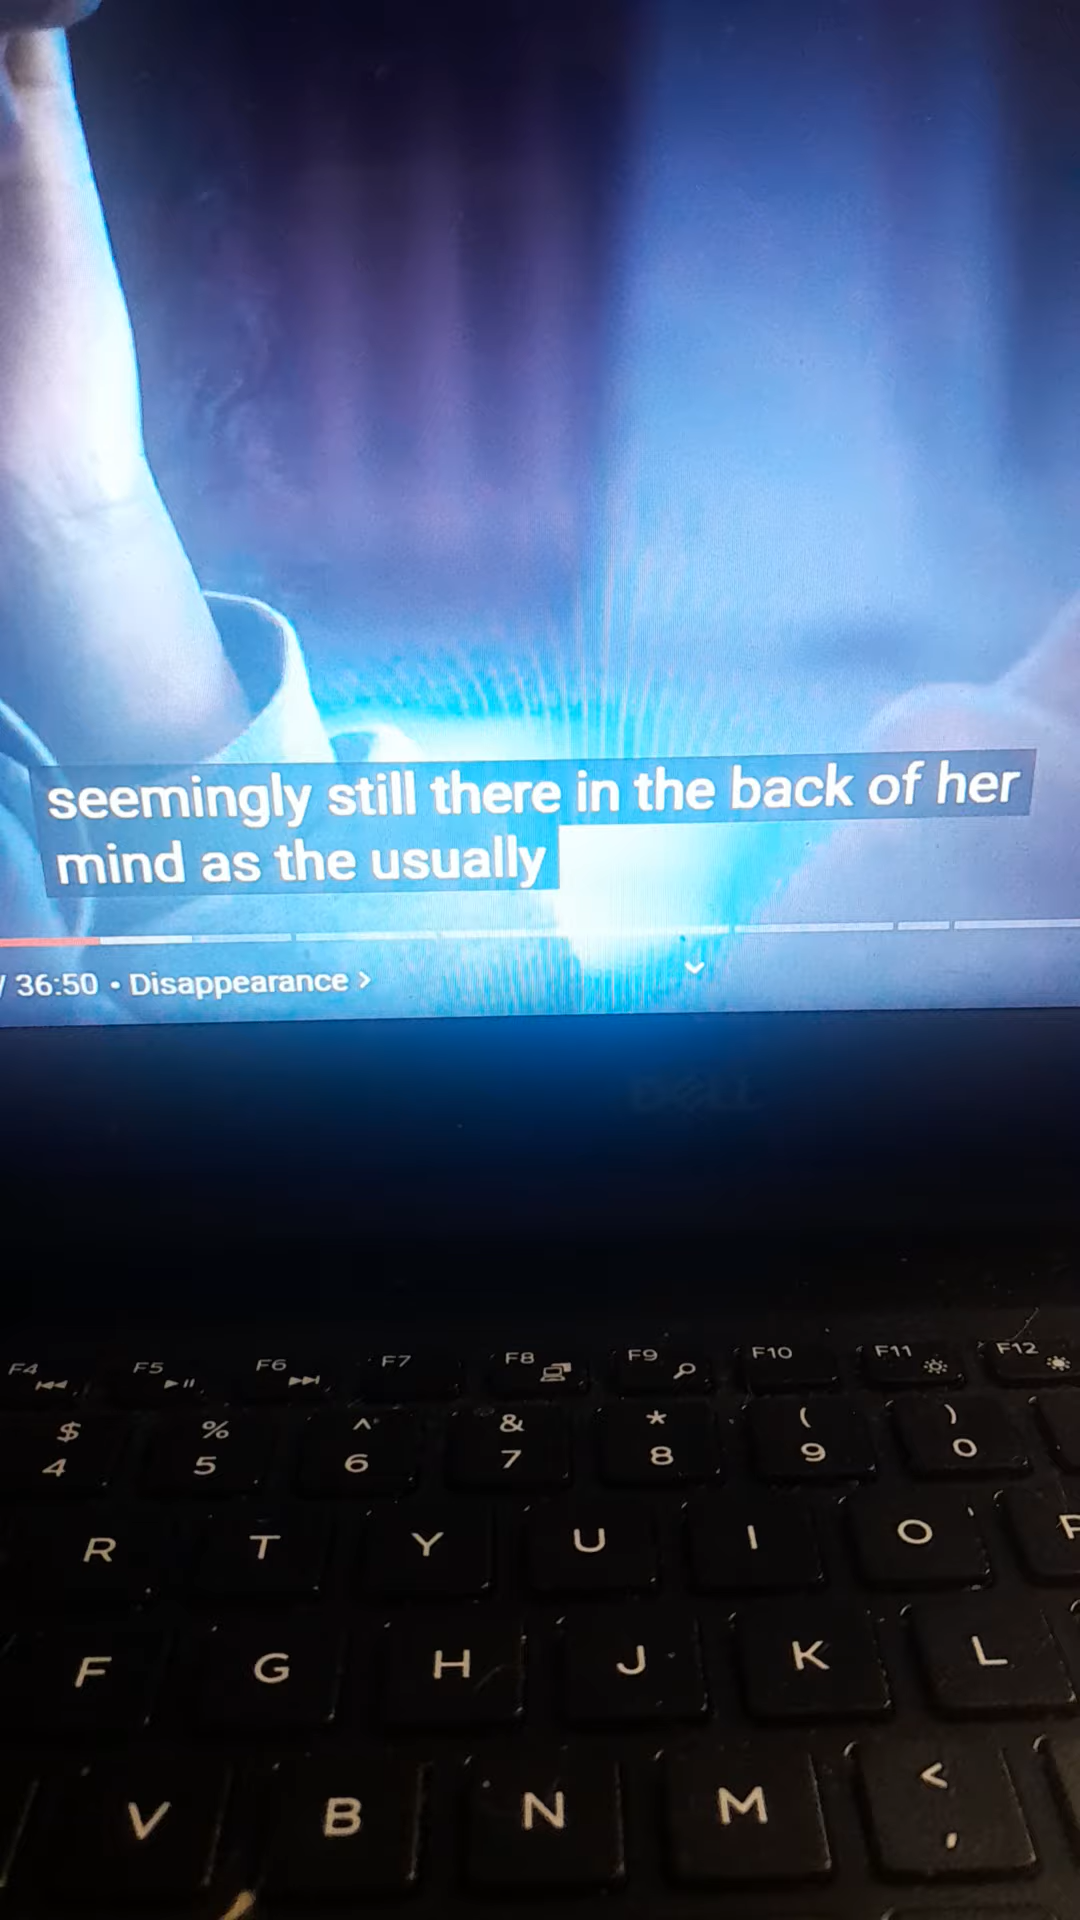 seemingly still there in the back of her
mind as the usually
/ 36:50 • Disappearance >
DELL
F4 F5 F6 F7 F8 F9 F10 F11 F12
$ % ^ & * ( )
4 5 6 7 8 9 0
R T Y U I O
F G H J K L
<
V B N M ,